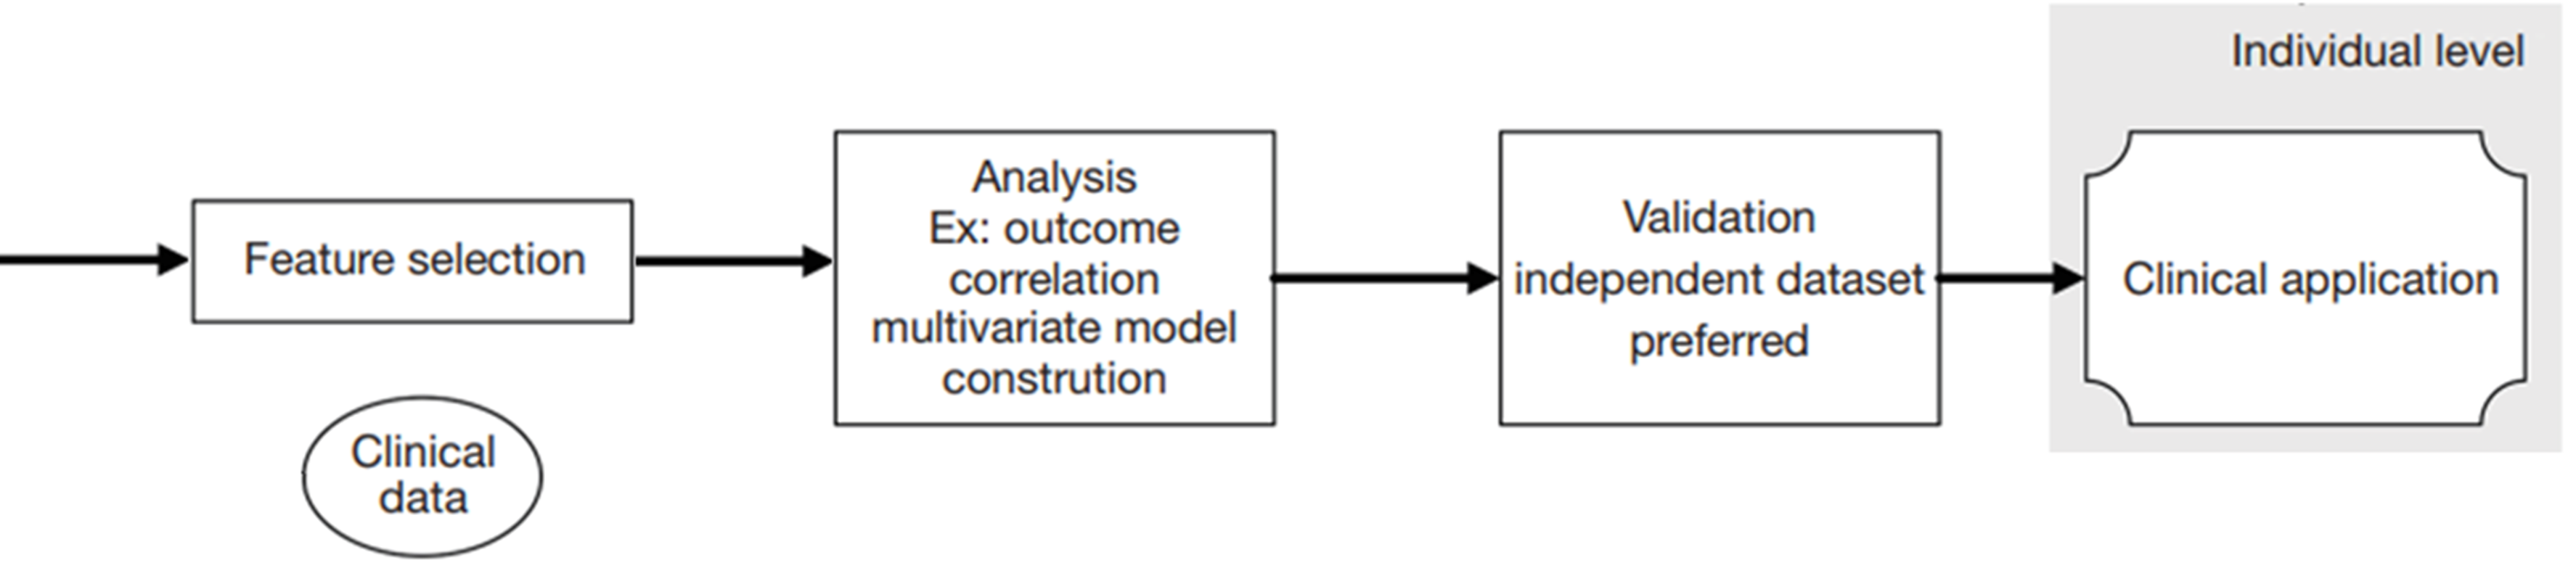 Individual level
Feature selection
Analysis
Ex: outcome
correlation
multivariate model
constrution
Validation
independent dataset
preferred
Clinical application
Clinical
data